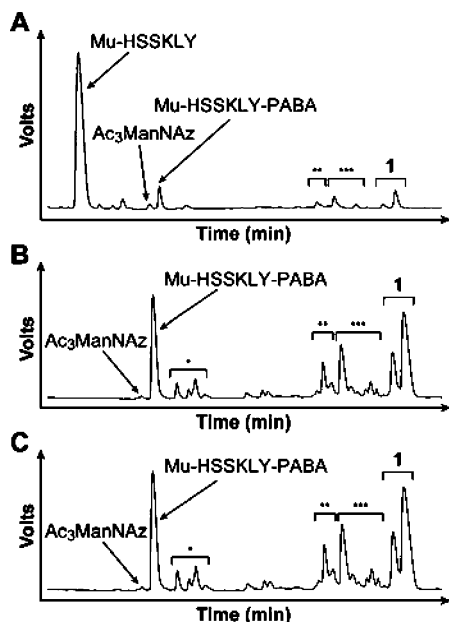 A
Mu-HSSKLY
Mu-HSSKLY-PABA
Ac₃ManNAz
** *** 1
Volts
Time (min)
B
Mu-HSSKLY-PABA
1
Ac₃ManNAz
* ** ***
Volts
Time (min)
C
Mu-HSSKLY-PABA
1
Ac₃ManNAz
* ** ***
Volts
Time (min)